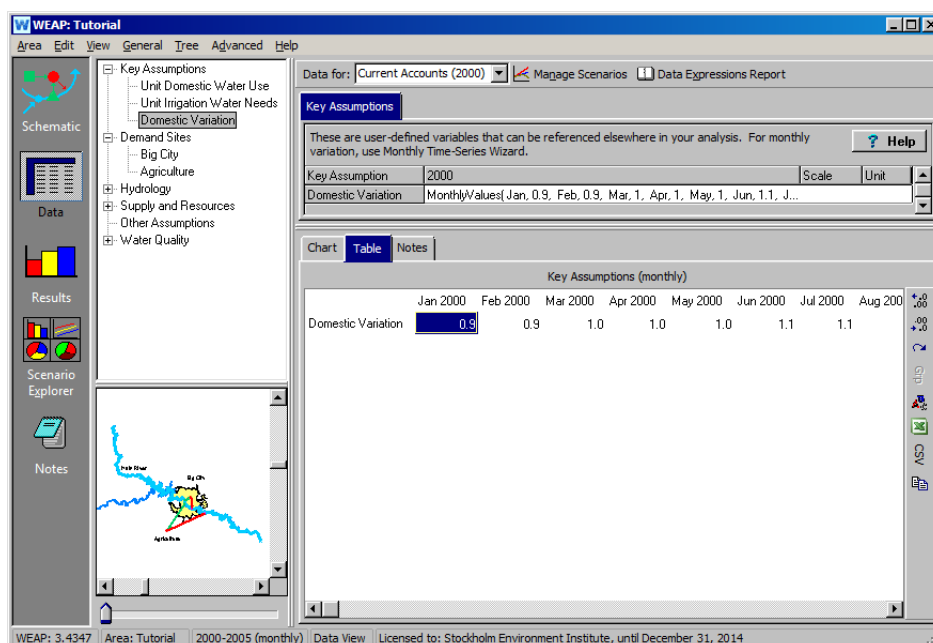 WEAP: Tutorial
Area Edit View General Tree Advanced Help
Schematic
Data
Results
Scenario
Explorer
Notes
Key Assumptions
Unit Domestic Water Use
Unit Irrigation Water Needs
Domestic Variation
Demand Sites
Big City
Agriculture
Hydrology
Supply and Resources
Other Assumptions
Water Quality
Big City
Agriculture
Data for: Current Accounts (2000) Manage Scenarios Data Expressions Report
Key Assumptions
These are user-defined variables that can be referenced elsewhere in your analysis. For monthly
variation, use Monthly Time-Series Wizard.
? Help
Key Assumption 2000 Scale Unit
Domestic Variation MonthlyValues( Jan, 0.9, Feb, 0.9, Mar, 1, Apr, 1, May, 1, Jun, 1.1, J...
Chart Table Notes
Key Assumptions (monthly)
Jan 2000 Feb 2000 Mar 2000 Apr 2000 May 2000 Jun 2000 Jul 2000 Aug 200
Domestic Variation 0.9 0.9 1.0 1.0 1.0 1.1 1.1
Grp
CSV
WEAP: 3.4347 Area: Tutorial 2000-2005 (monthly) Data View Licensed to: Stockholm Environment Institute, until December 31, 2014